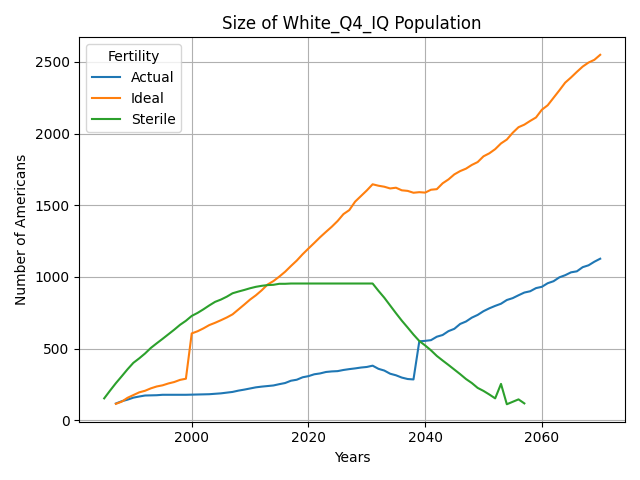 Size of White_Q4_IQ Population
Fertility
Actual
Ideal
Sterile
Number of Americans
2500
2000
1500
1000
500
0
2000
2020
2040
2060
Years